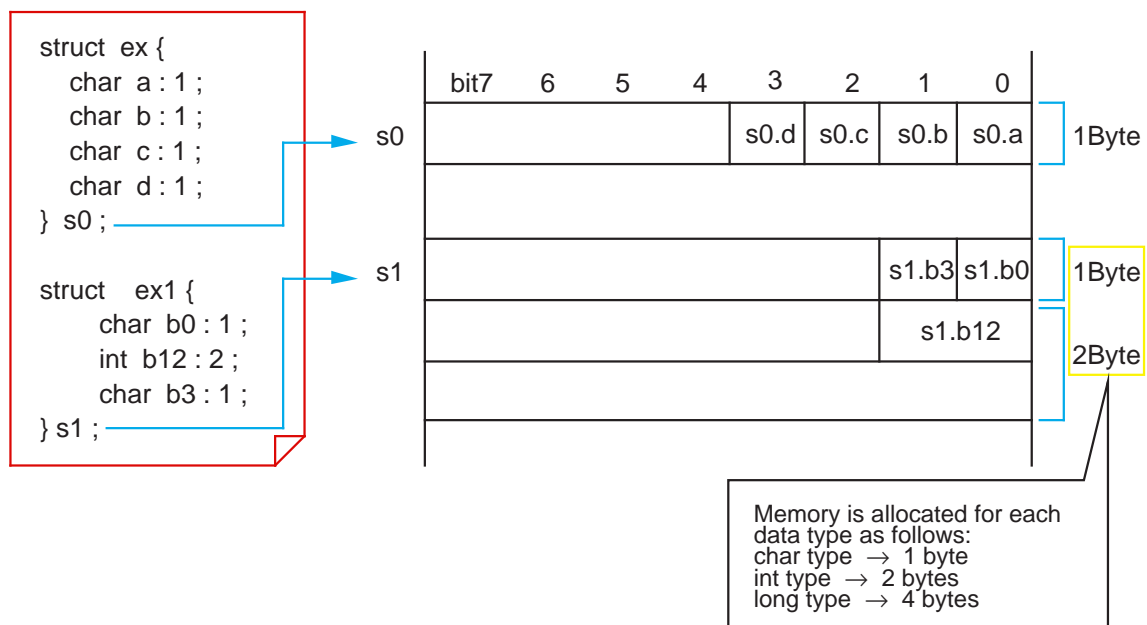 struct ex {
char a : 1 ;
char b : 1 ;
char c : 1 ;
char d : 1 ;
} s0 ;
struct ex1 {
char b0 : 1 ;
int b12 : 2 ;
char b3 : 1 ;
} s1 ;
bit7 6 5 4 3 2 1 0
s0 s0.d s0.c s0.b s0.a 1Byte
s1 s1.b3 s1.b0 1Byte
s1.b12
2Byte
Memory is allocated for each
data type as follows:
char type → 1 byte
int type → 2 bytes
long type → 4 bytes